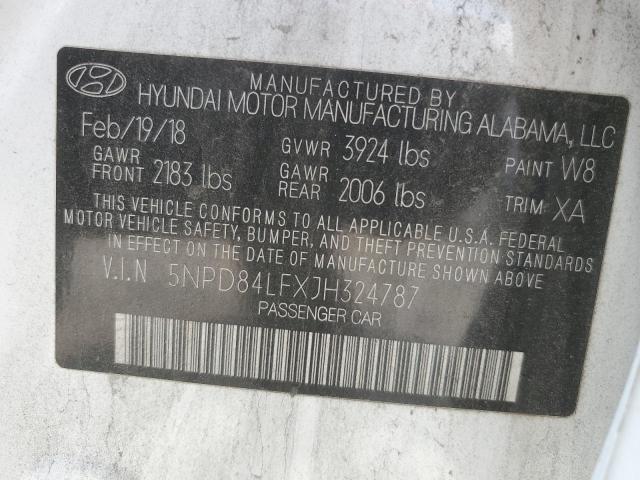 MANUFACTURED BY
HYUNDAI MOTOR MANUFACTURING ALABAMA, LLC
Feb/19/18 GVWR 3924 lbs PAINT W8
GAWR FRONT 2183 lbs GAWR REAR 2006 lbs TRIM XA
THIS VEHICLE CONFORMS TO ALL APPLICABLE U.S.A. FEDERAL
MOTOR VEHICLE SAFETY, BUMPER, AND THEFT PREVENTION STANDARDS
IN EFFECT ON THE DATE OF MANUFACTURE SHOWN ABOVE.
V.I.N 5NPD84LFXJH324787
PASSENGER CAR